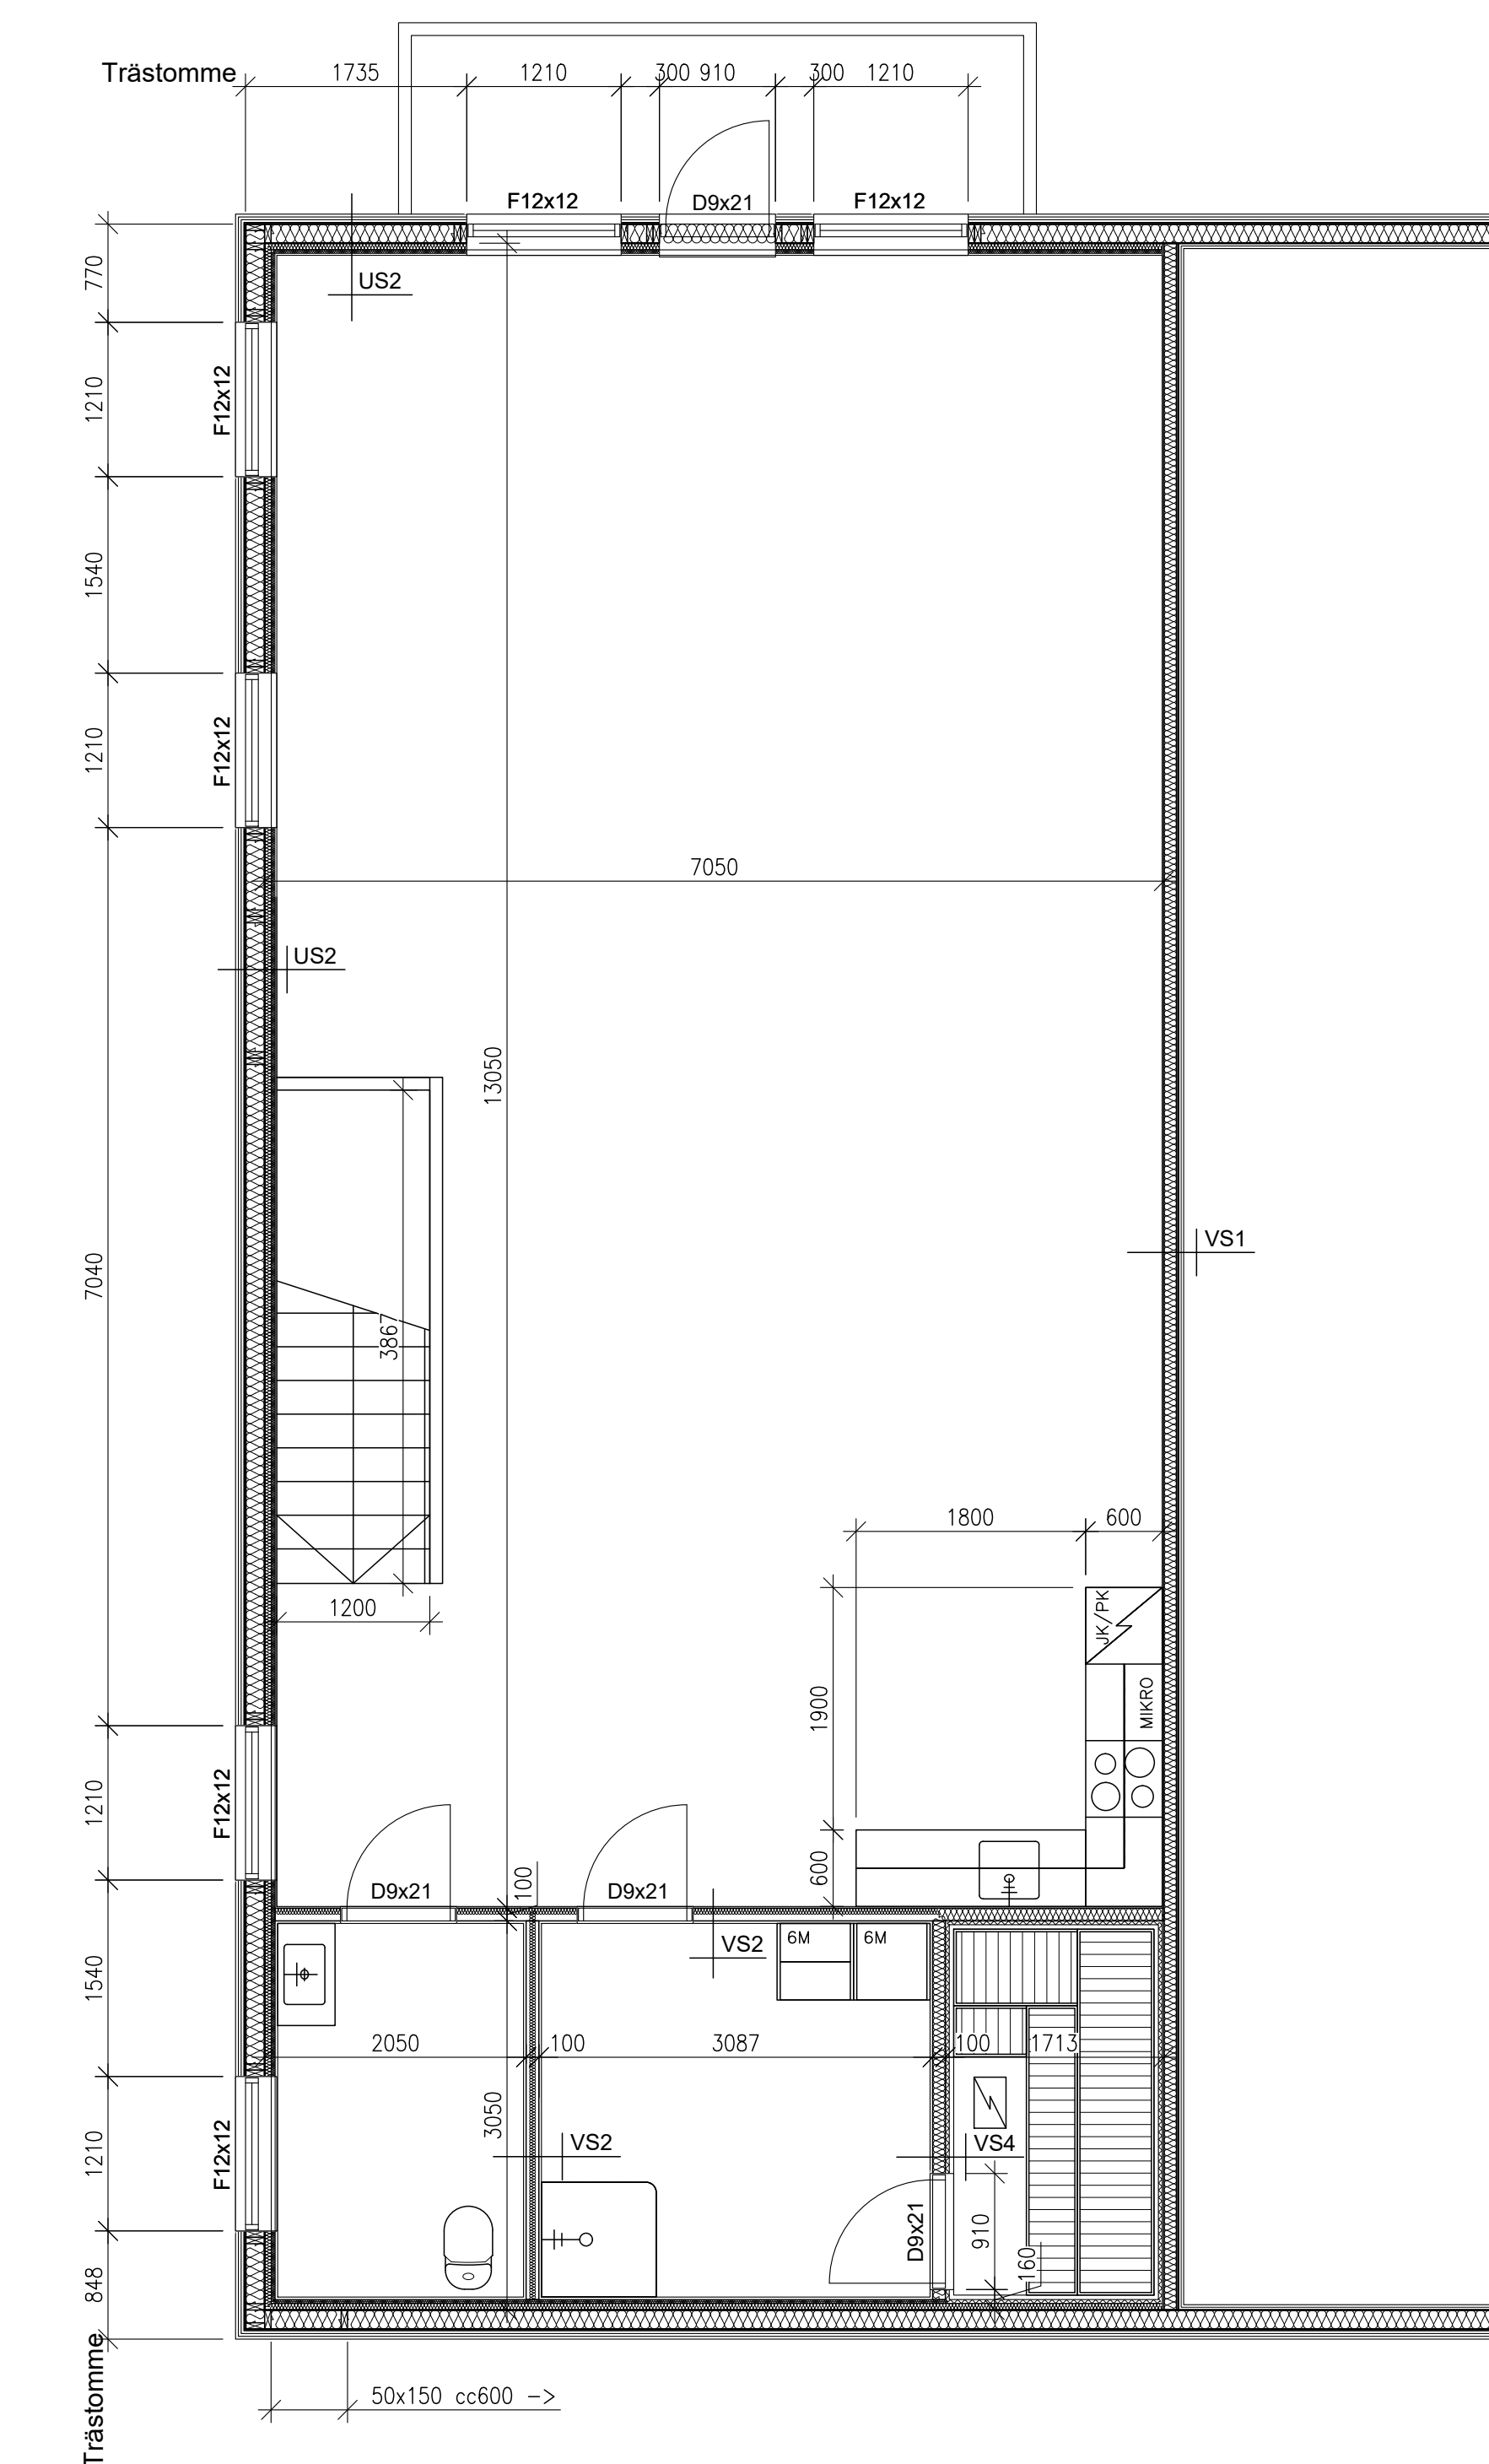 Trästomme
1735
1210
300
910
300
1210
F12x12
D9x21
F12x12
770
US2
1210
F12x12
1540
1210
F12x12
7050
US2
13050
VS1
7040
3867
1800
600
JK/PK
1200
1900
MIKRO
1210
F12x12
600
100
D9x21
D9x21
6M
6M
VS2
1540
2050
100
3087
100
1713
3050
VS2
VS4
1210
F12x12
D9x21
910
160
848
Trästomme
50x150 cc600 ->